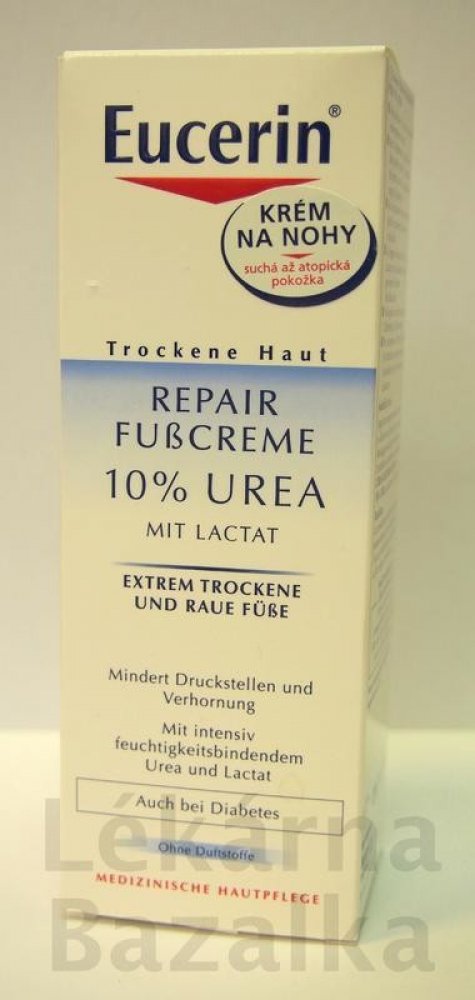 Eucerin®
KRÉM
NA NOHY
suchá až atopická
pokožka
Trockene Haut
REPAIR
FUßCREME
10% UREA
MIT LACTAT
EXTREM TROCKENE
UND RAUE FÜßE
Mindert Druckstellen und
Verhornung
Mit intensiv
feuchtigkeitsbindendem
Urea und Lactat
Auch bei Diabetes
Ohne Duftstoffe
MEDIZINISCHE HAUTPFLEGE
Lékárna
Bazalka